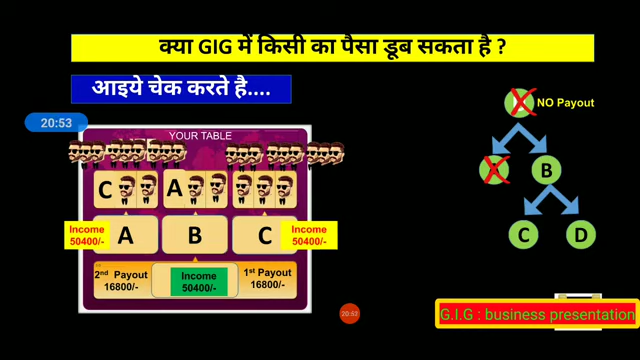 क्या GIG में किसी का पैसा डूब सकता है ?
आइये चेक करते है....
20:53
YOUR TABLE
NO Payout
B
C
D
C
A
Income
50400/-
A
B
C
Income
50400/-
2nd Payout
16800/-
Income
50400/-
1st Payout
16800/-
20:52
G.I.G : business presentation